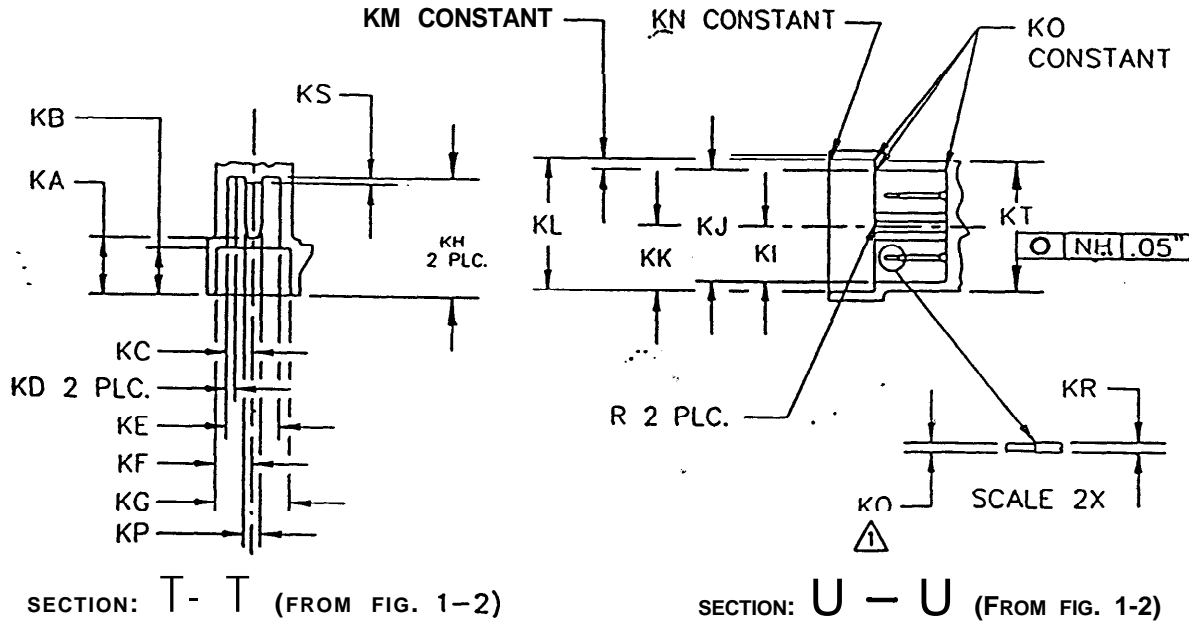 KM CONSTANT
KN CONSTANT
KO
CONSTANT
KS
KB
KA
KH
2 PLC.
KL
KK
KJ
KI
KT
O NH .05"
KC
KD 2 PLC.
KE
KF
KG
KP
R 2 PLC.
KR
KQ
SCALE 2X
1
SECTION: T- T (FROM FIG. 1-2)
SECTION: U – U (FROM FIG. 1-2)